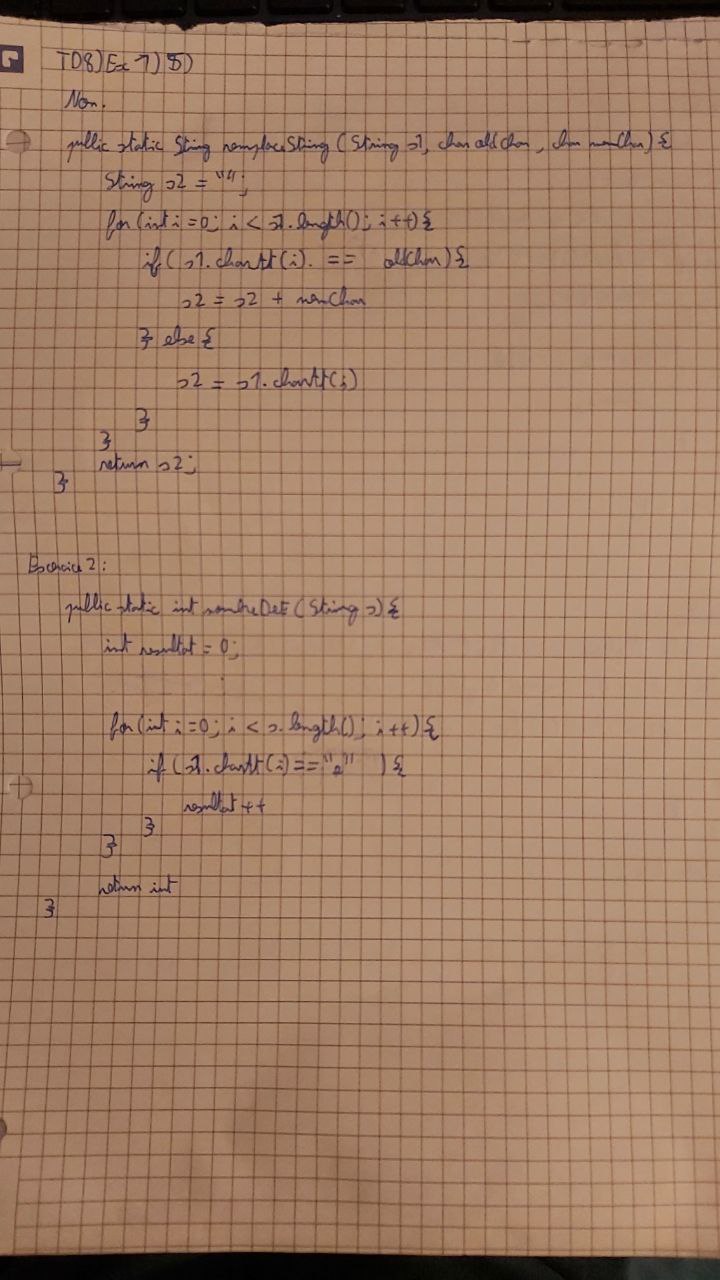 TD8) Ex 1) 5)
Non.
public static String remplaceString (String s1, char oldChar, char newChar) {
String s2 = "";
for (int i=0; i < s1.length(); i++) {
if (s1.charAt(i). == oldChar) {
s2 = s2 + newChar
} else {
s2 = s1.charAt(i)
}
}
return s2;
}
Exercice 2 :
public static int nombreDeE (String s) {
int resultat = 0;
for (int i=0; i < s.length(); i++) {
if (s1.charAt(i) == "e" ) {
resultat ++
}
}
return int
}